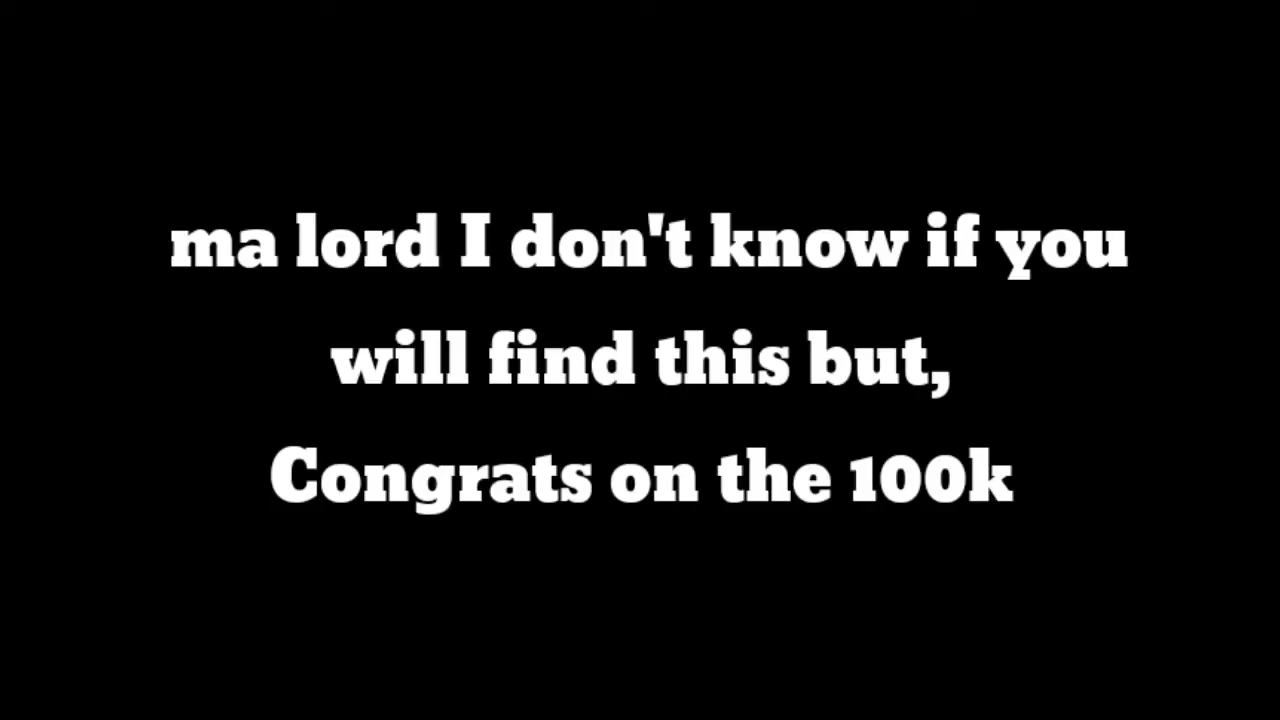 ma lord I don't know if you
will find this but,
Congrats on the 100k